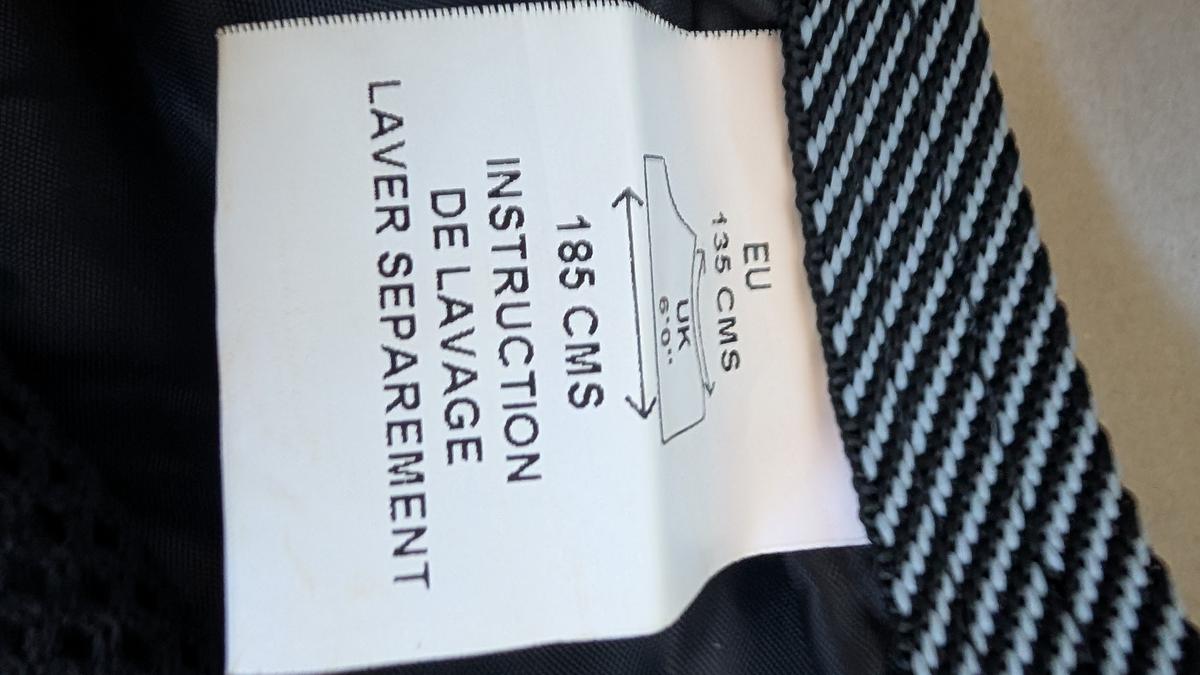 EU
135 CMS
UK
6'0"
185 CMS
INSTRUCTION
DE LAVAGE
LAVER SEPAREMENT